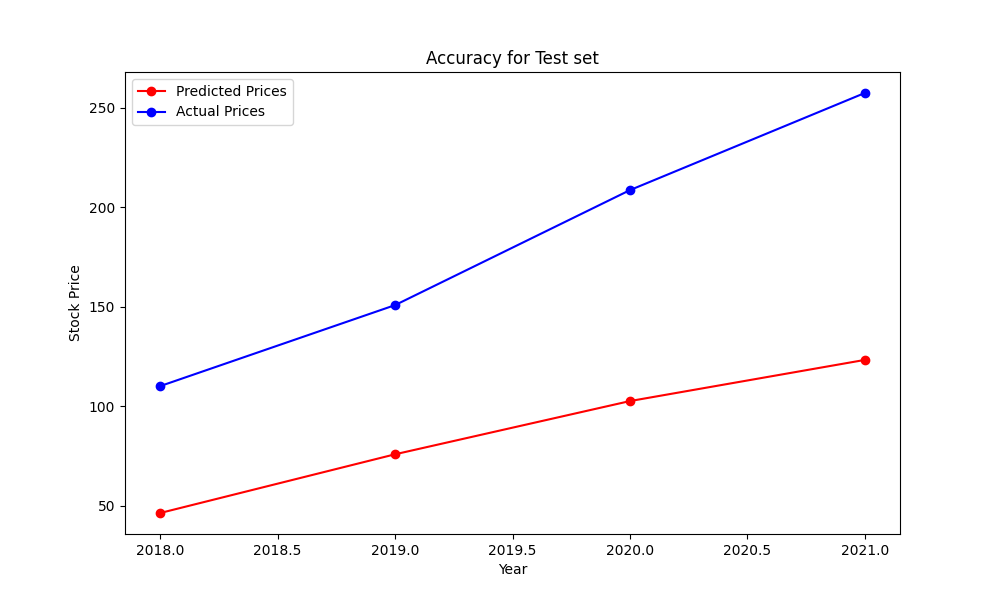 Accuracy for Test set
Predicted Prices
Actual Prices
250
200
150
100
50
Stock Price
2018.0 2018.5 2019.0 2019.5 2020.0 2020.5 2021.0
Year